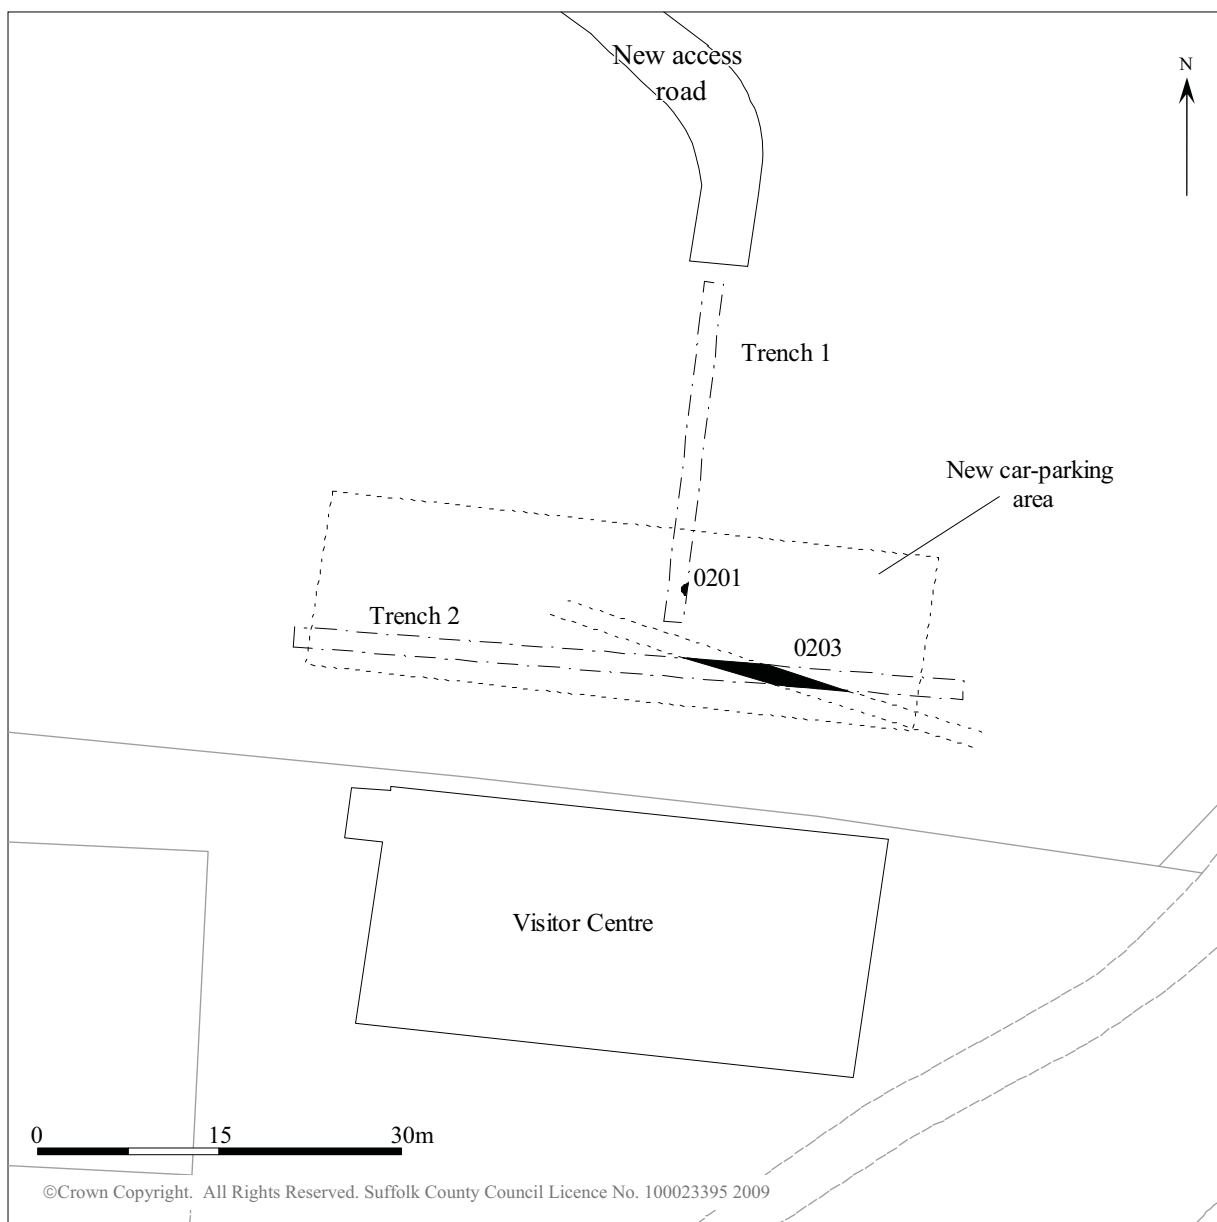 New access
road
N
Trench 1
New car-parking
area
0201
Trench 2
0203
Visitor Centre
0 15 30m
©Crown Copyright. All Rights Reserved. Suffolk County Council Licence No. 100023395 2009